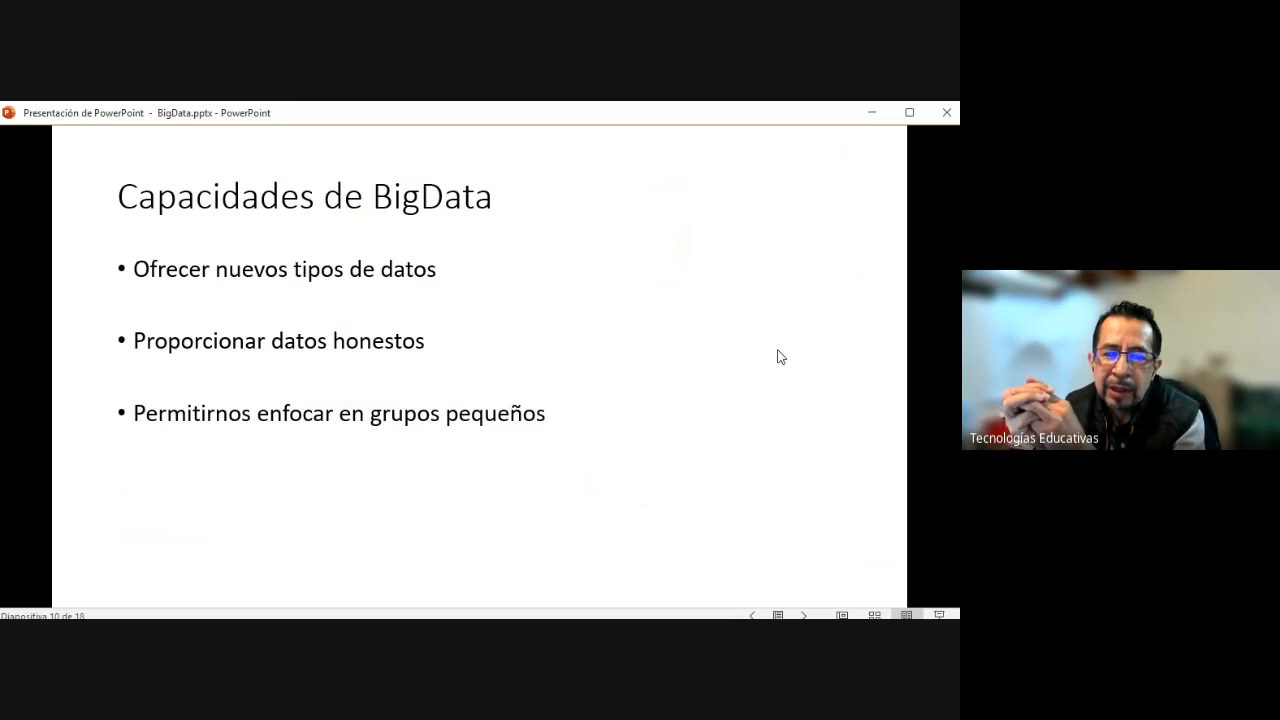 Presentación de PowerPoint - BigData.pptx - PowerPoint
Capacidades de BigData
• Ofrecer nuevos tipos de datos
• Proporcionar datos honestos
• Permitirnos enfocar en grupos pequeños
Tecnologías Educativas
Diapositiva 10 de 18